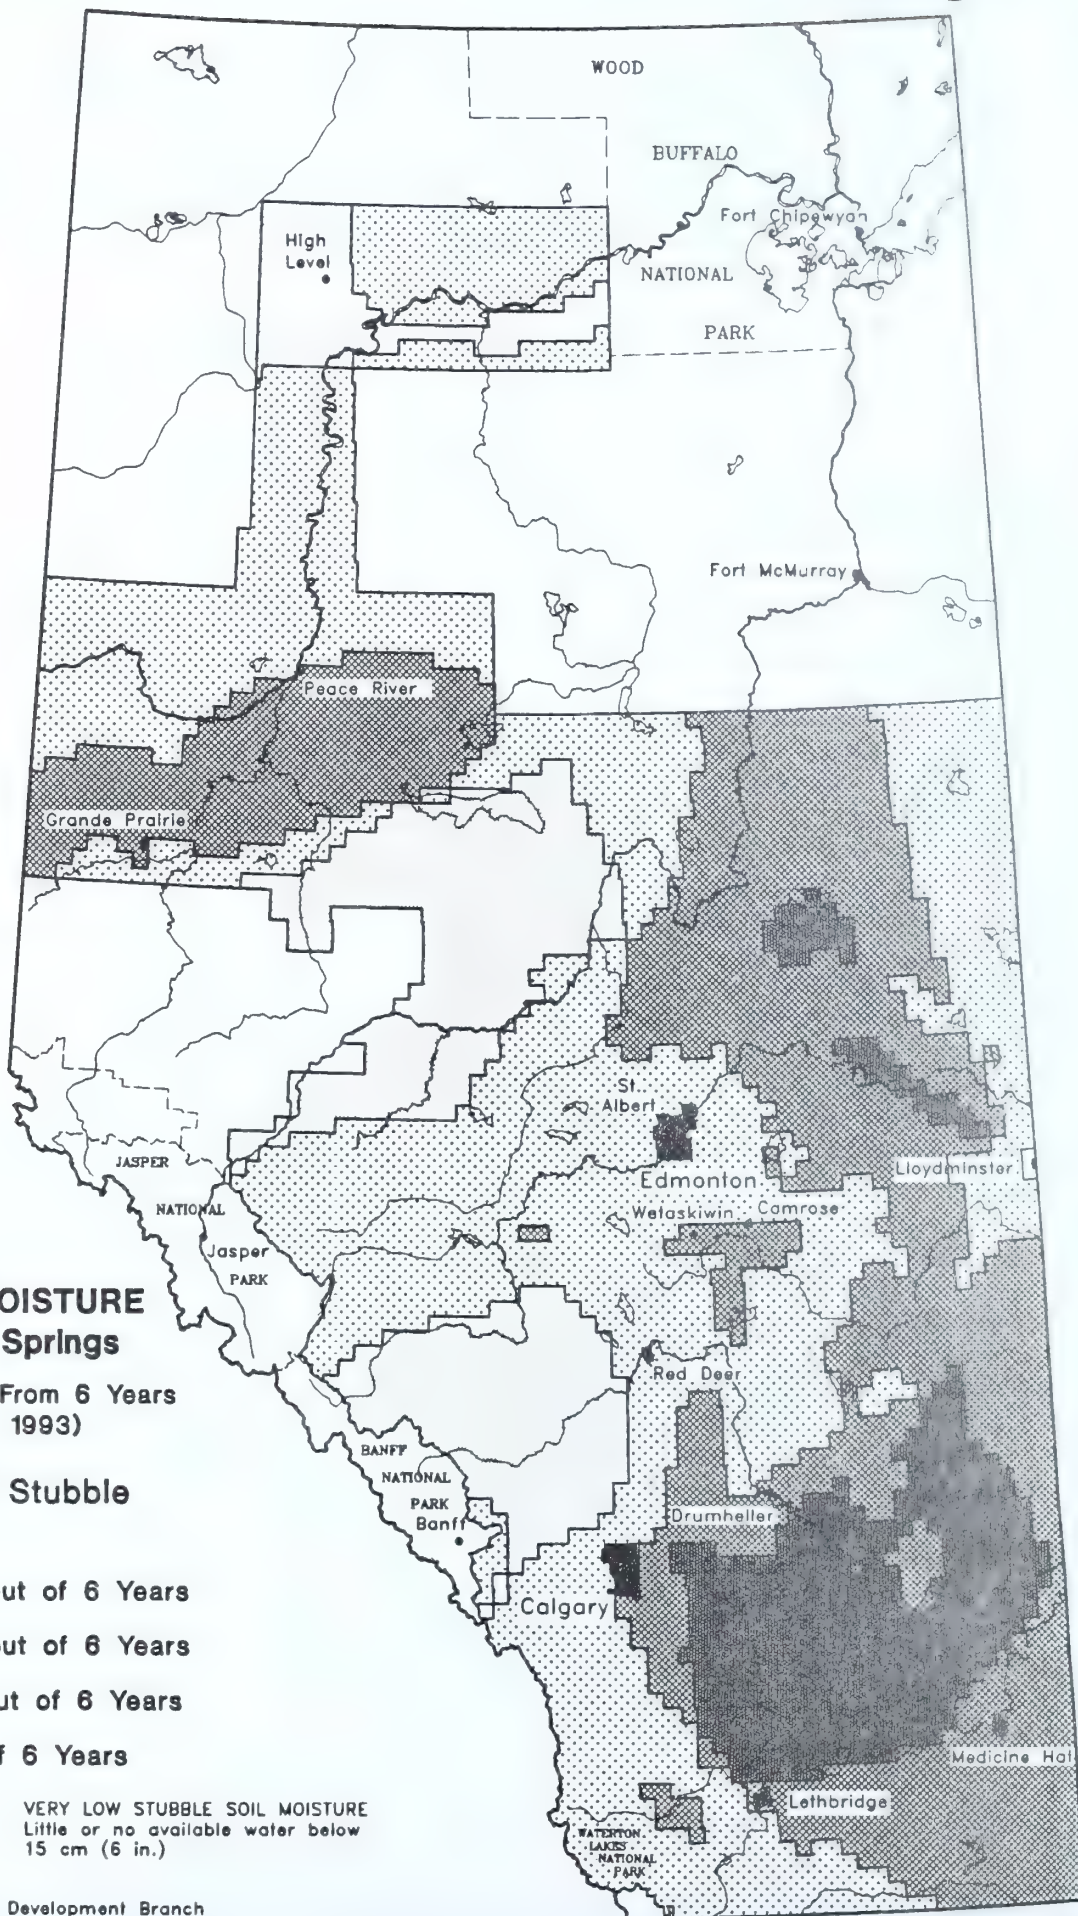 WOOD
BUFFALO
Fort Chipewyan
High
Level
NATIONAL
PARK
Fort McMurray
Peace River
Grande Prairie
St.
Albert
JASPER
Lloydminster
Edmonton
NATIONAL
Wetaskiwin
Camrose
Jasper
PARK
OISTURE
Springs
From 6 Years
1993)
Red Deer
BANFF
NATIONAL
Stubble
PARK
Banff
Drumheller
ut of 6 Years
Calgary
ut of 6 Years
ut of 6 Years
f 6 Years
Medicine Hat
Lethbridge
VERY LOW STUBBLE SOIL MOISTURE
Little or no available water below
15 cm (6 in.)
WATERTON
LAKES
NATIONAL
PARK
Development Branch